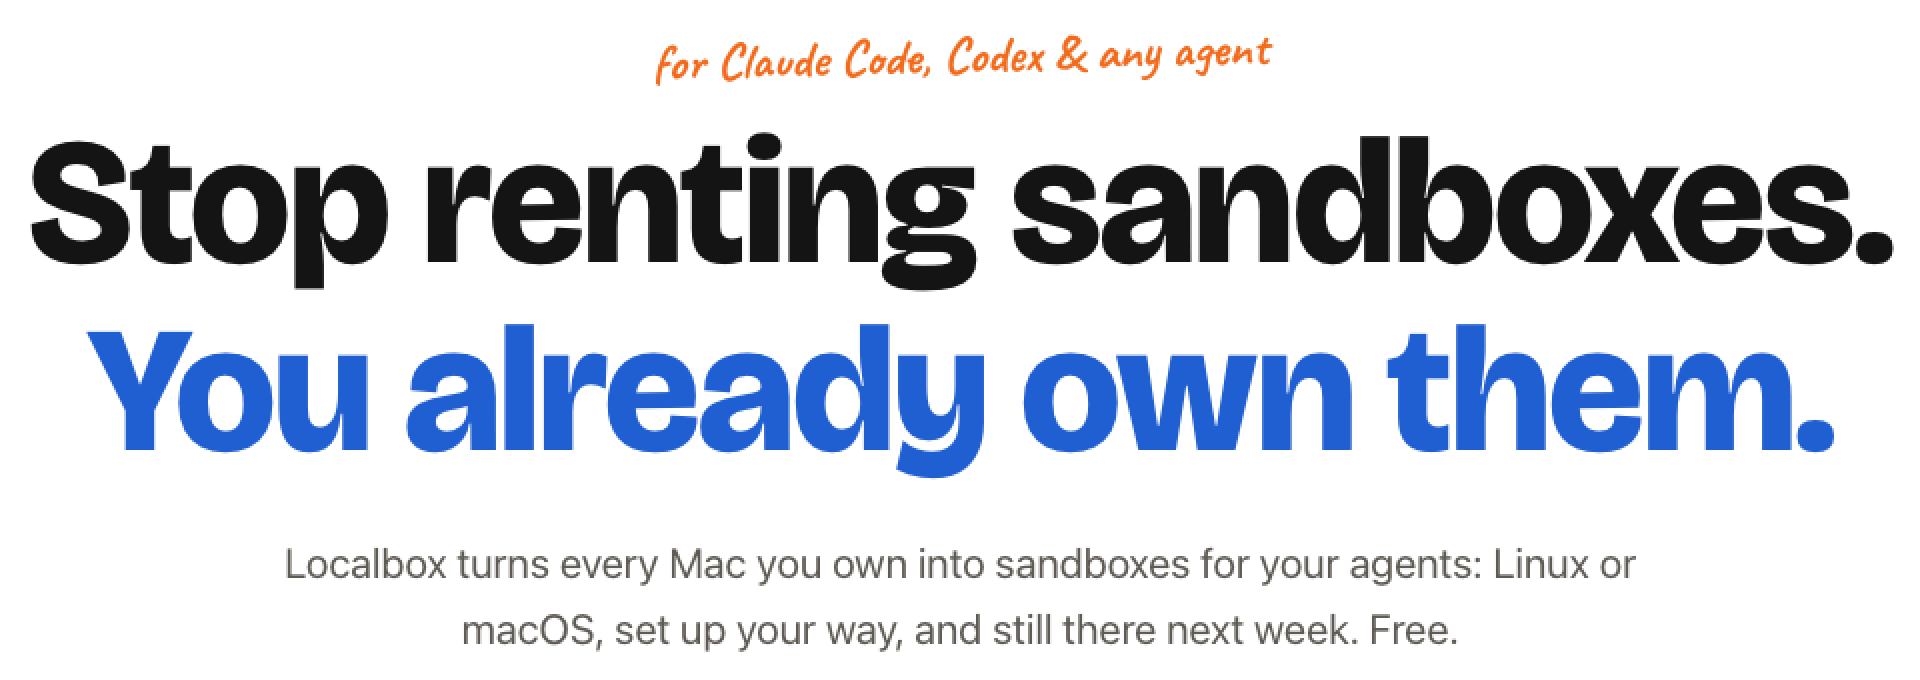 for Claude Code, Codex & any agent
Stop renting sandboxes.
You already own them.
Localbox turns every Mac you own into sandboxes for your agents: Linux or
macOS, set up your way, and still there next week. Free.